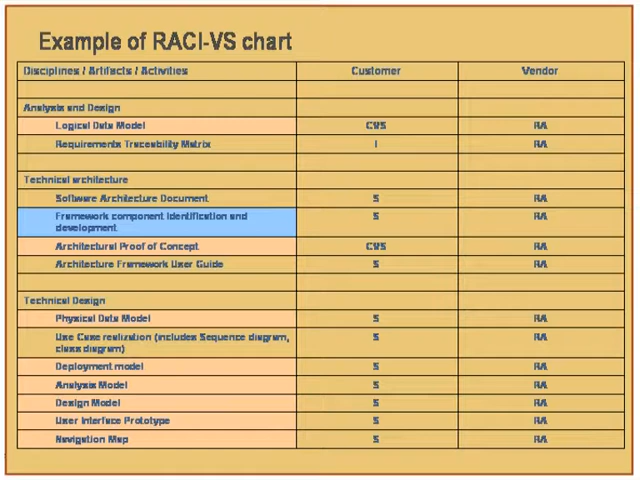 Example of RACI-VS chart
Disciplines / Artifacts / Activities Customer Vendor
Analysis and Design
Logical Data Model CVS RA
Requirements Traceability Matrix I RA
Technical architecture
Software Architecture Document S RA
Framework component identification and
development S RA
Architectural Proof of Concept CVS RA
Architecture Framework User Guide S RA
Technical Design
Physical Data Model S RA
Use Case realization (includes Sequence diagram,
class diagram) S RA
Deployment model S RA
Analysis Model S RA
Design Model S RA
User Interface Prototype S RA
Navigation Map S RA